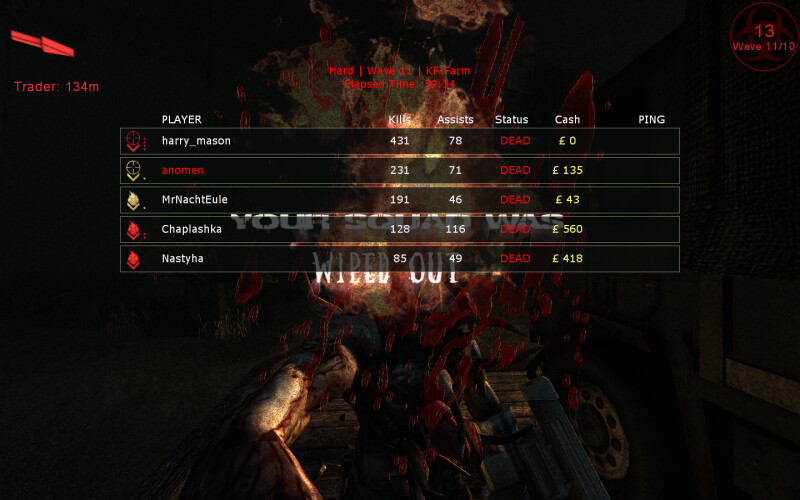 13
Wave 11/10
Trader: 134m
Hard | Wave 11 | KF-Farm
Elapsed Time: 59:14
PLAYER Kills Assists Status Cash PING
harry_mason 431 78 DEAD £ 0
anomen 231 71 DEAD £ 135
MrNachtEule 191 46 DEAD £ 43
YOUR SQUAD WAS
Chaplashka 128 116 DEAD £ 560
Nastyha 85 49 DEAD £ 418
WIPED OUT